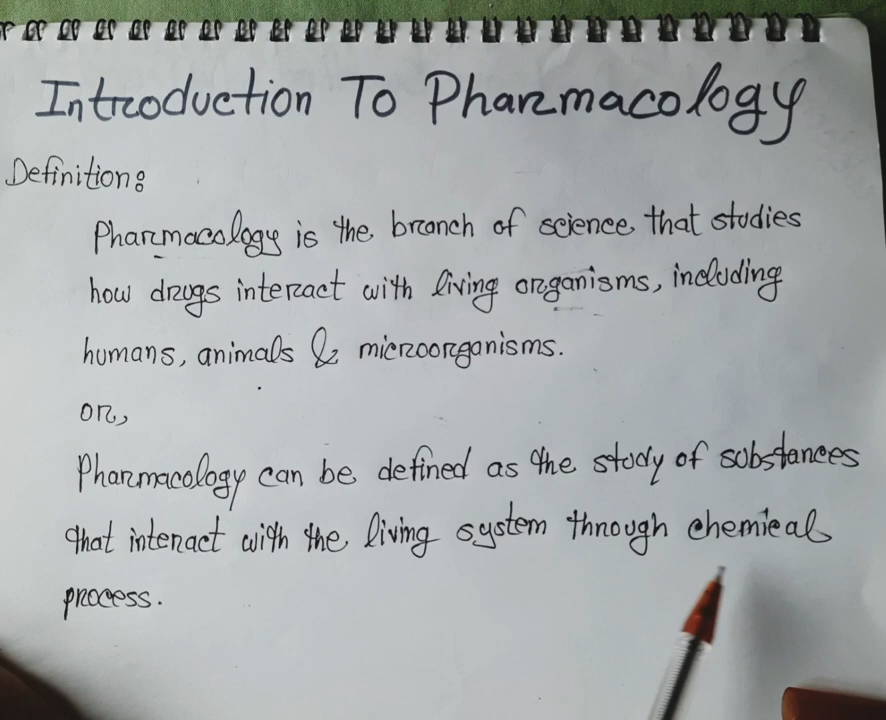 Introduction To Pharmacology
Definition:
Pharmacology is the branch of science that studies
how drugs interact with living organisms, including
humans, animals & microorganisms.
or,
Pharmacology can be defined as the study of substances
that interact with the living system through chemical
process.